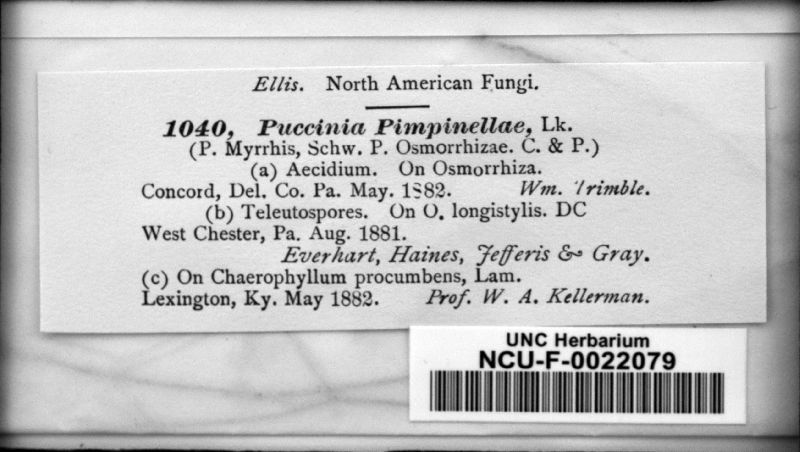 Ellis. North American Fungi.
1040, Puccinia Pimpinellae, Lk.
(P. Myrrhis, Schw. P. Osmorrhizae. C. & P.)
(a) Aecidium. On Osmorrhiza.
Concord, Del. Co. Pa. May. 1882. Wm. Trimble.
(b) Teleutospores. On O. longistylis. DC
West Chester, Pa. Aug. 1881.
Everhart, Haines, Jefferis & Gray.
(c) On Chaerophyllum procumbens, Lam.
Lexington, Ky. May 1882. Prof. W. A. Kellerman.
UNC Herbarium
NCU-F-0022079